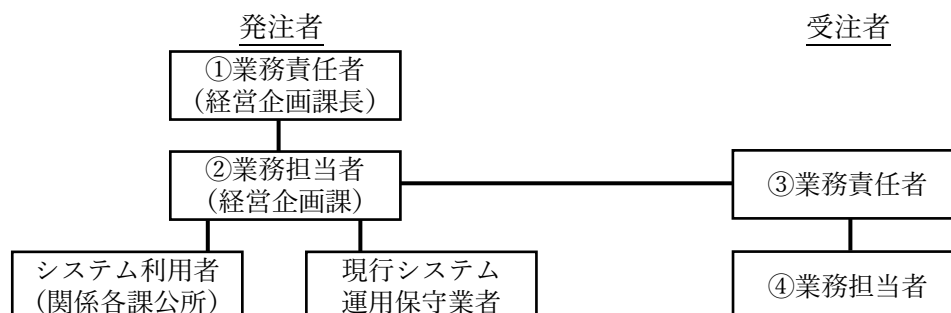 発注者
受注者
①業務責任者
（経営企画課長）
②業務担当者
（経営企画課）
③業務責任者
システム利用者
（関係各課公所）
現行システム
運用保守業者
④業務担当者